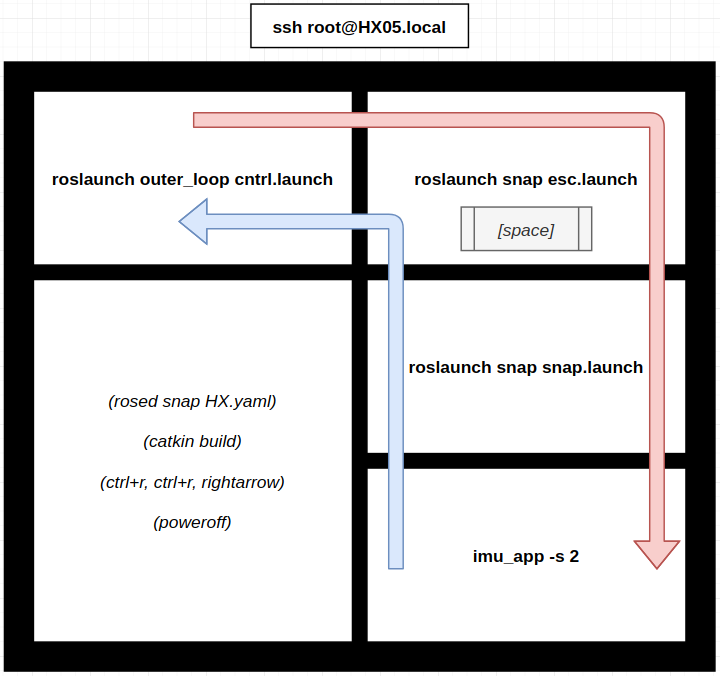 ssh root@HX05.local
roslaunch outer_loop cntrl.launch
roslaunch snap esc.launch
[space]
roslaunch snap snap.launch
(rosed snap HX.yaml)
(catkin build)
(ctrl+r, ctrl+r, rightarrow)
(poweroff)
imu_app -s 2